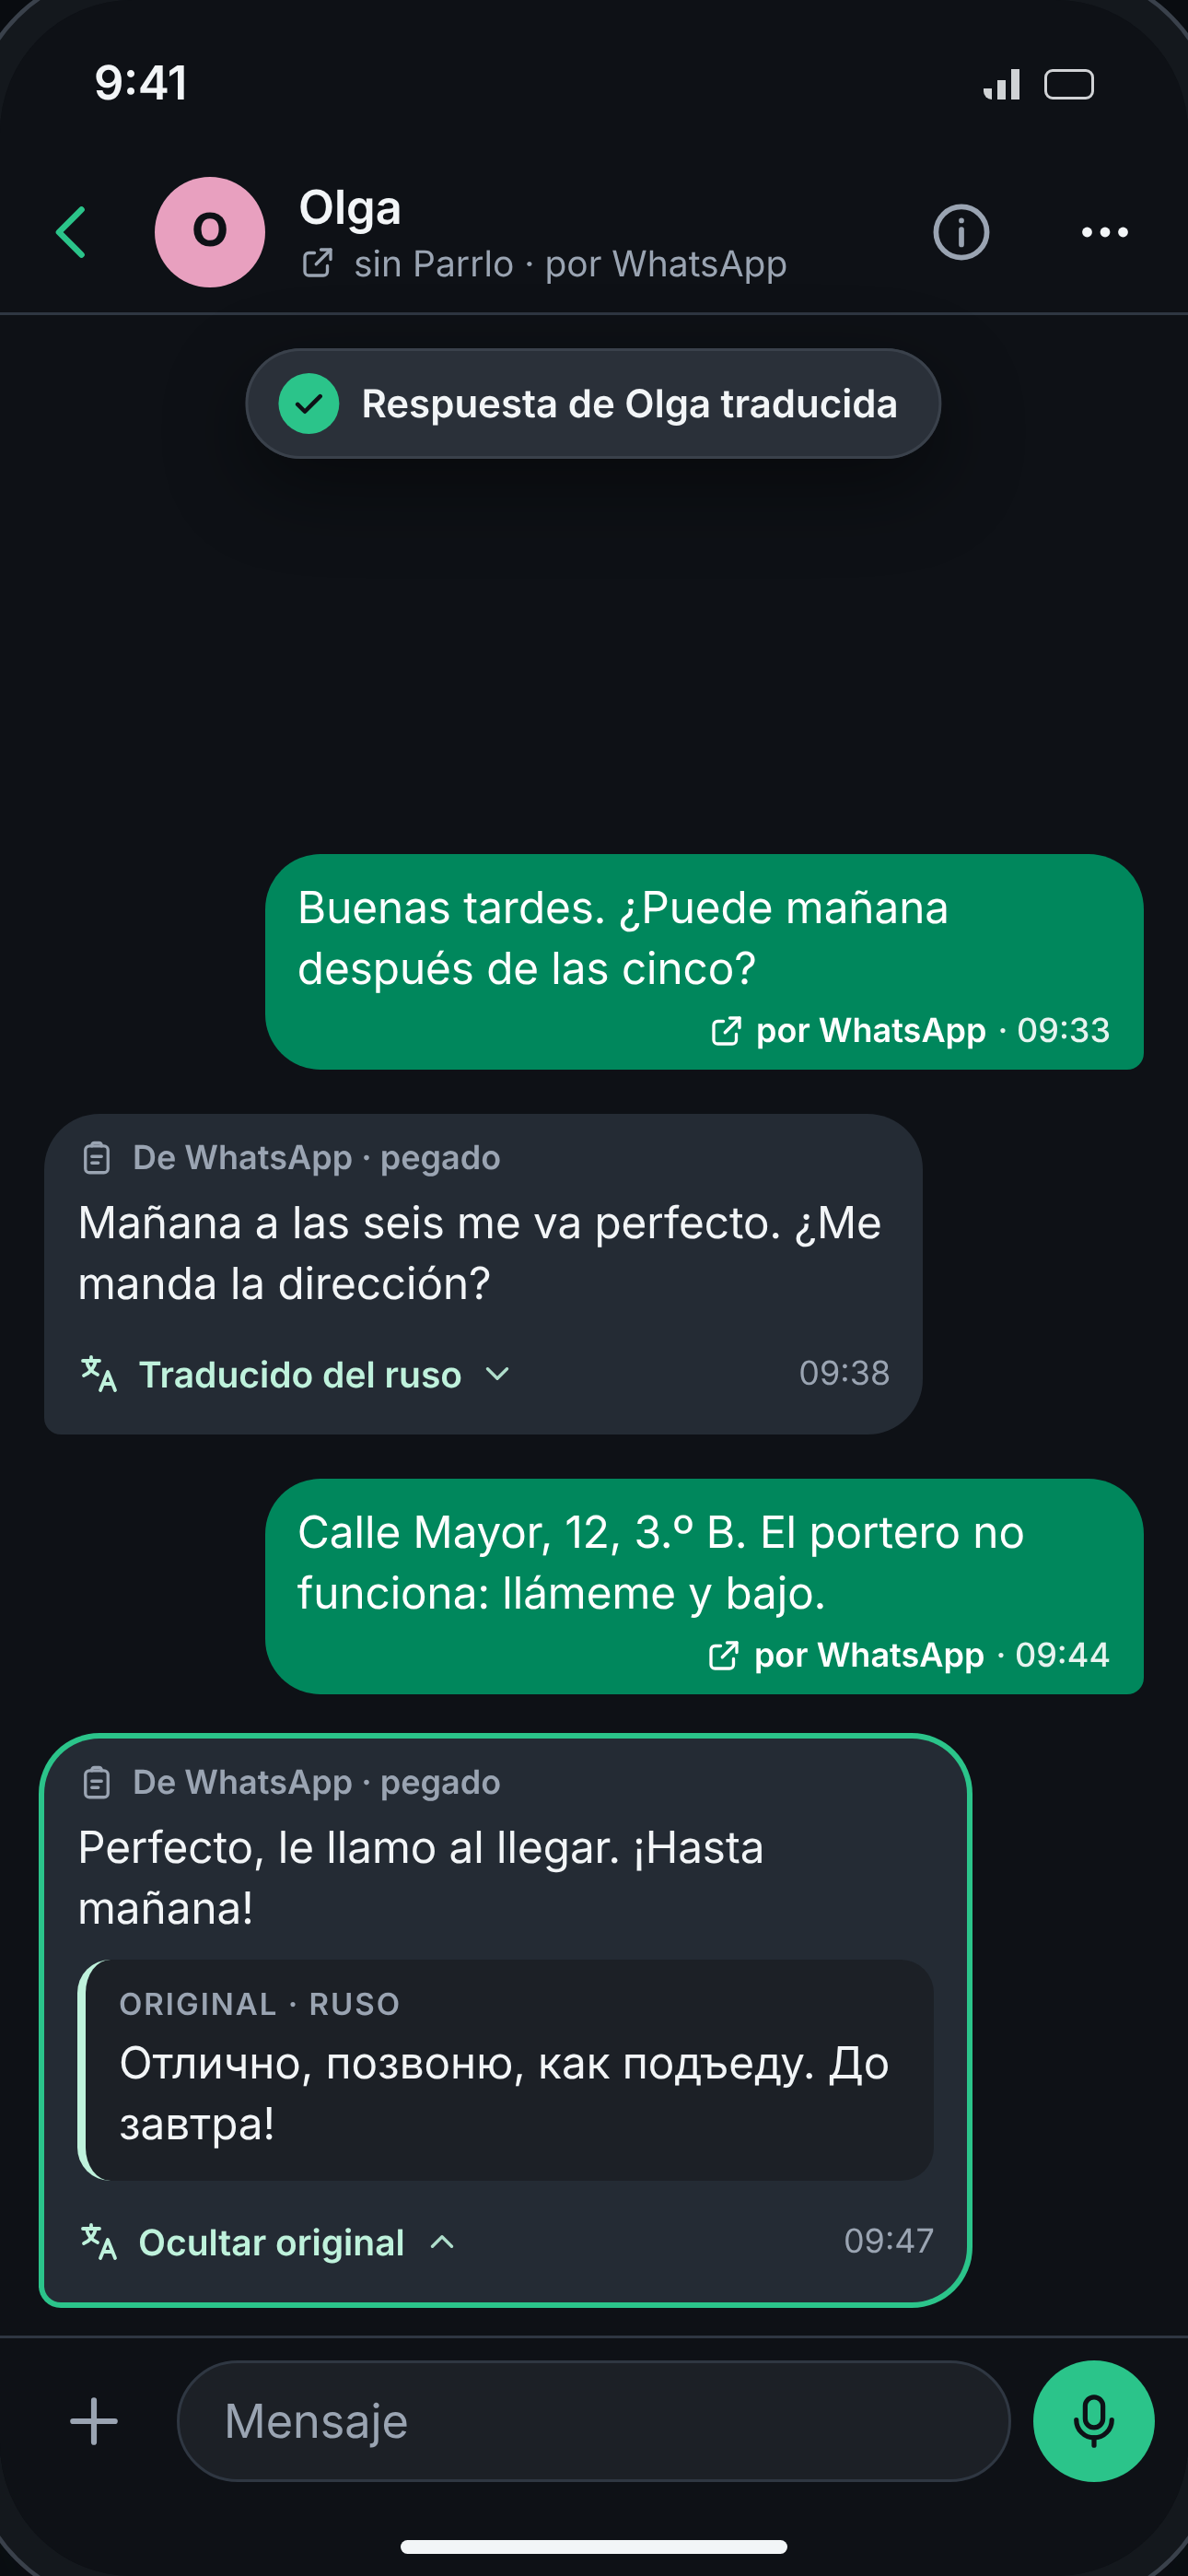 9:41
O
Olga
sin Parrlo · por WhatsApp
Respuesta de Olga traducida
Buenas tardes. ¿Puede mañana
después de las cinco?
por WhatsApp · 09:33
De WhatsApp · pegado
Mañana a las seis me va perfecto. ¿Me
manda la dirección?
Traducido del ruso
09:38
Calle Mayor, 12, 3.º B. El portero no
funciona: llámeme y bajo.
por WhatsApp · 09:44
De WhatsApp · pegado
Perfecto, le llamo al llegar. ¡Hasta
mañana!
ORIGINAL · RUSO
Отлично, позвоню, как подъеду. До
завтра!
Ocultar original
09:47
Mensaje